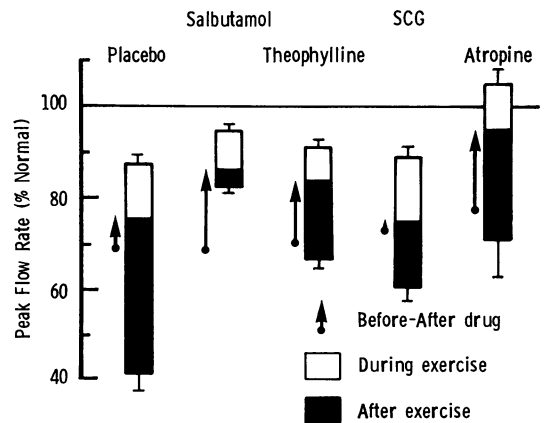 Salbutamol SCG
Placebo Theophylline Atropine
100
80
60
40
Peak Flow Rate (% Normal)
Before-After drug
During exercise
After exercise